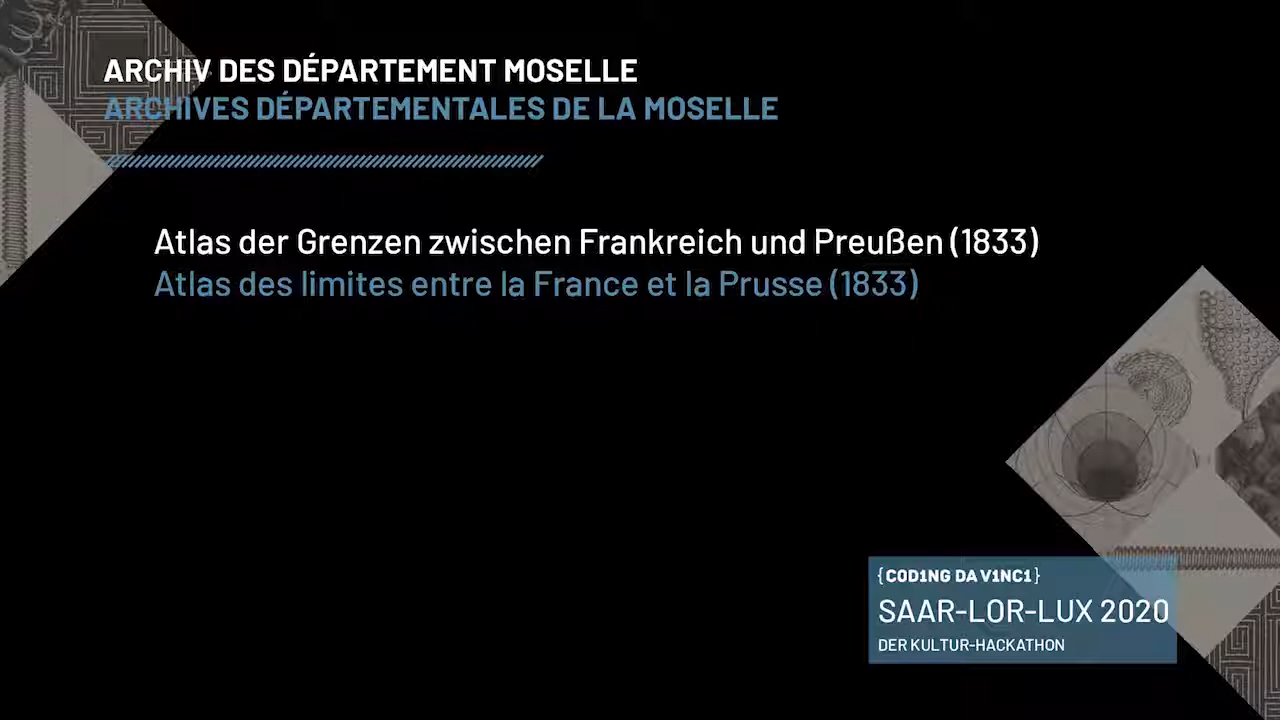 ARCHIV DES DÉPARTEMENT MOSELLE
ARCHIVES DÉPARTEMENTALES DE LA MOSELLE
Atlas der Grenzen zwischen Frankreich und Preußen (1833)
Atlas des limites entre la France et la Prusse (1833)
{COD1NG DA V1NC1}
SAAR-LOR-LUX 2020
DER KULTUR-HACKATHON